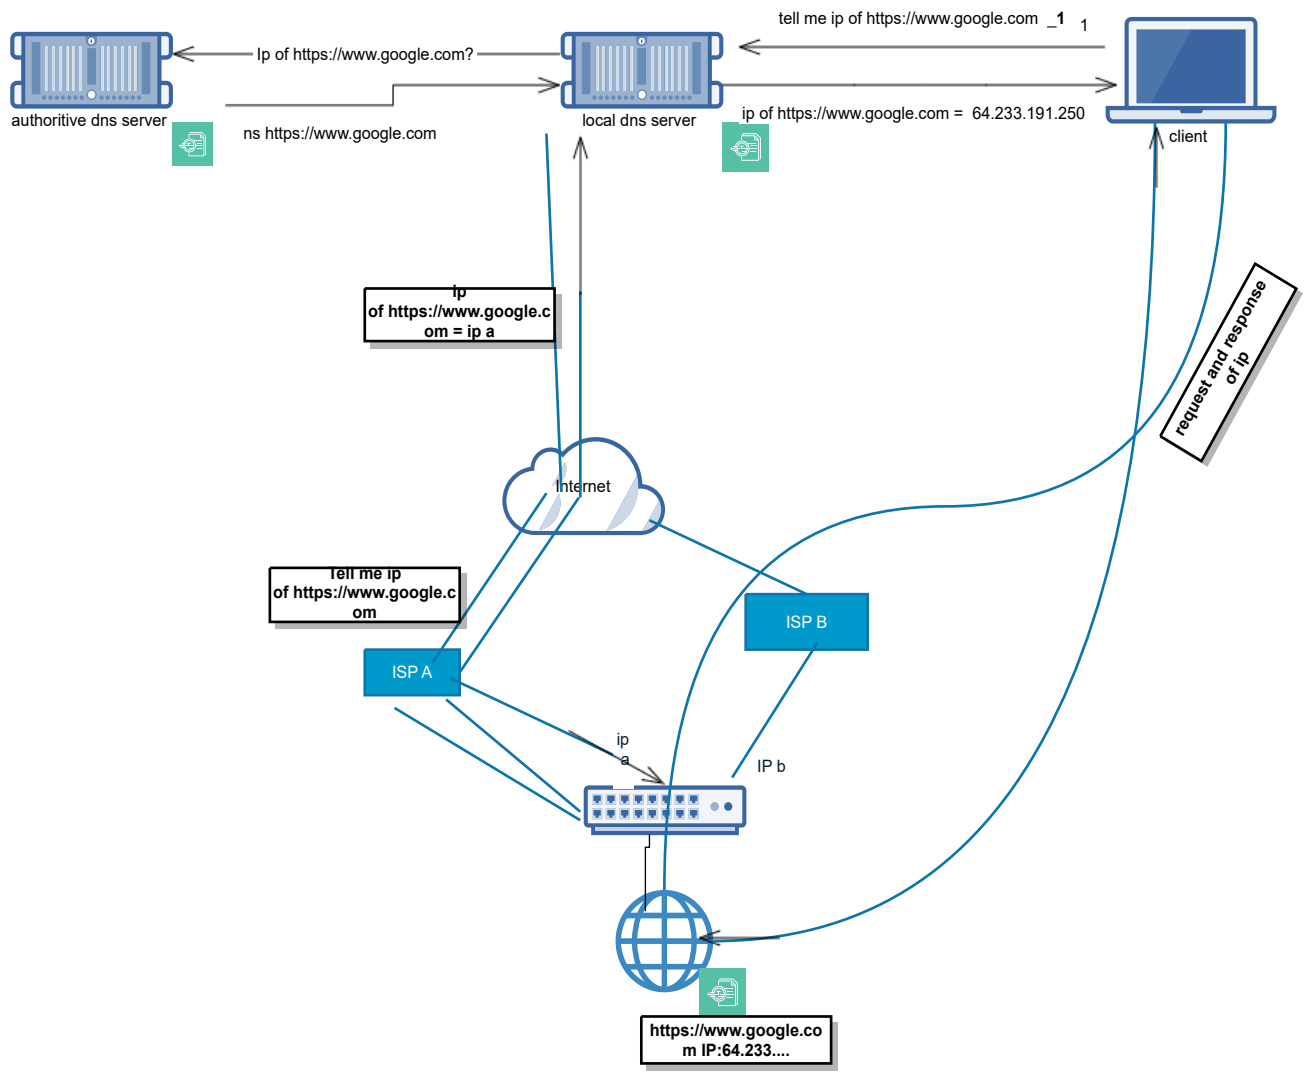 tell me ip of https://www.google.com _1 1
Ip of https://www.google.com?
authoritive dns server
local dns server
ip of https://www.google.com = 64.233.191.250
ns https://www.google.com
client
ip
of https://www.google.c
om = ip a
request and response
of ip
Internet
Tell me ip
of https://www.google.c
om
ISP B
ISP A
ip
a
IP b
https://www.google.co
m IP:64.233....